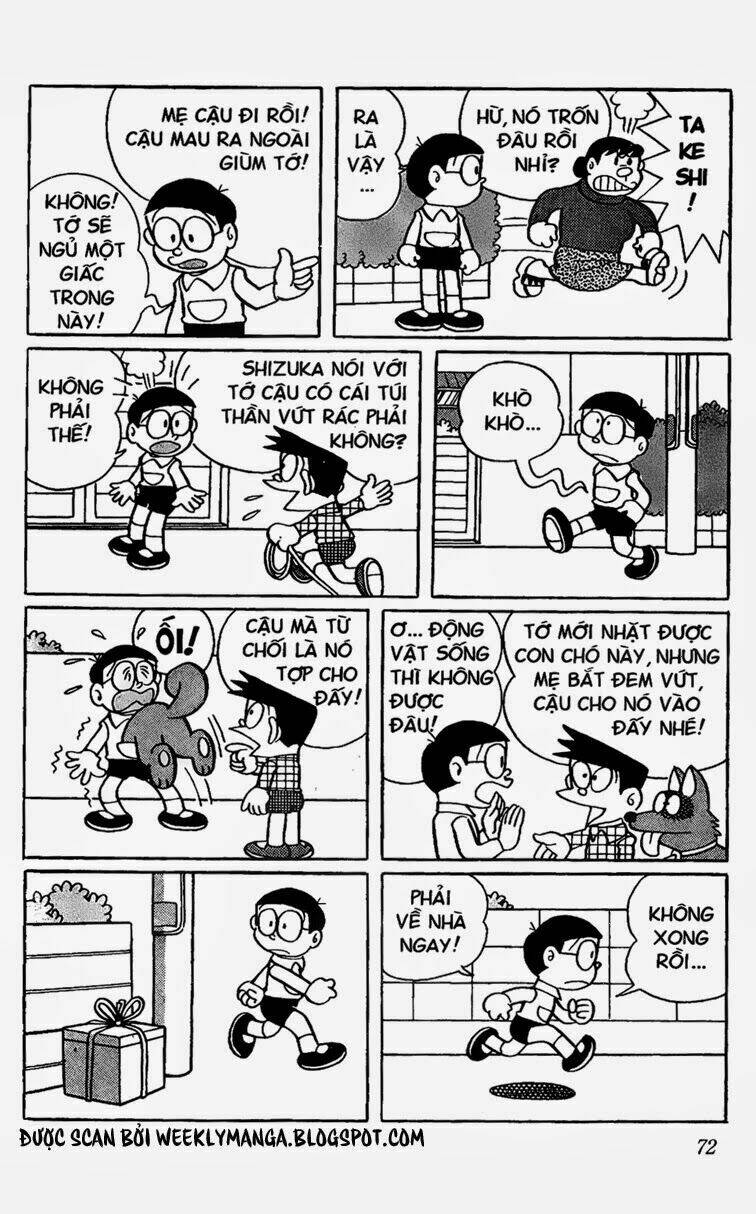 TA
KE
SHI
!
HỪ, NÓ TRỐN
ĐÂU RỒI
NHỈ?
RA
LÀ
VẬY
...
MẸ CẬU ĐI RỒI!
CẬU MAU RA NGOÀI
GIÙM TỚ!
KHÔNG!
TỚ SẼ
NGỦ MỘT
GIẤC
TRONG
NÀY!
KHÒ
KHÒ...
SHIZUKA NÓI VỚI
TỚ CẬU CÓ CÁI TÚI
THẦN VỨT RÁC PHẢI
KHÔNG?
KHÔNG
PHẢI
THẾ!
TỚ MỚI NHẶT ĐƯỢC
CON CHÓ NÀY, NHƯNG
MẸ BẮT ĐEM VỨT,
CẬU CHO NÓ VÀO
ĐẤY NHÉ!
Ơ... ĐỘNG
VẬT SỐNG
THÌ KHÔNG
ĐƯỢC
ĐÂU!
CẬU MÀ TỪ
CHỐI LÀ NÓ
TỢP CHO
ĐẤY!
ỐI!
KHÔNG
XONG
RỒI...
PHẢI
VỀ NHÀ
NGAY!
ĐƯỢC SCAN BỞI WEEKLYMANGA.BLOGSPOT.COM
72